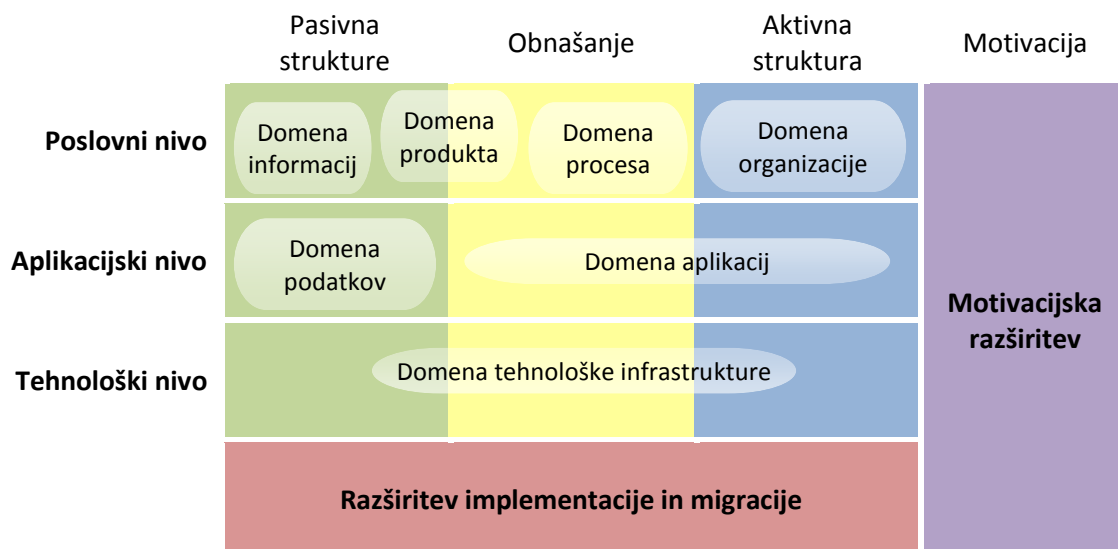 Pasivna
strukture
Obnašanje
Aktivna
struktura
Motivacija
Poslovni nivo
Domena
informacij
Domena
produkta
Domena
procesa
Domena
organizacije
Aplikacijski nivo
Domena
podatkov
Domena aplikacij
Motivacijska
razširitev
Tehnološki nivo
Domena tehnološke infrastrukture
Razširitev implementacije in migracije